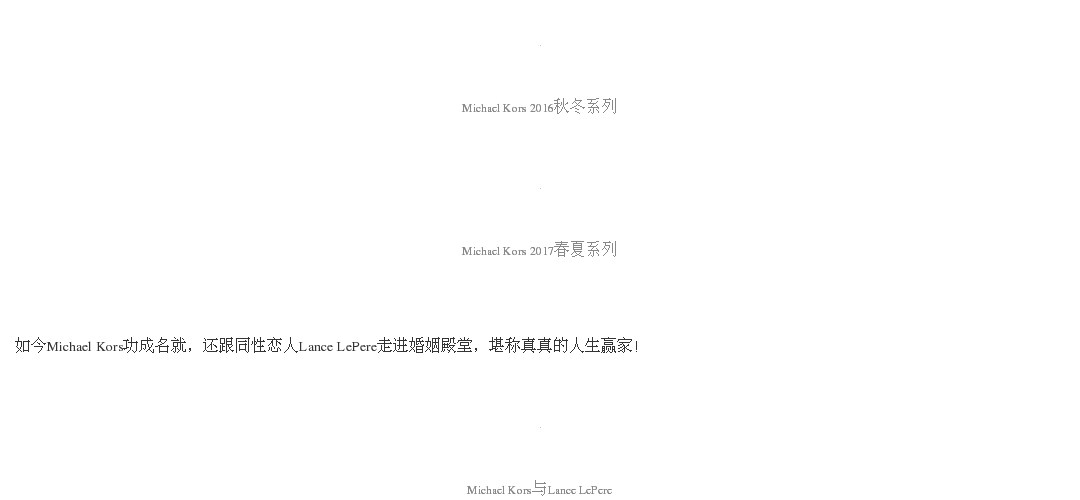 Michael Kors 2016秋冬系列
Michael Kors 2017春夏系列
如今Michael Kors功成名就，还跟同性恋人Lance LePere走进婚姻殿堂，堪称真真的人生赢家!
Michael Kors与Lance LePere